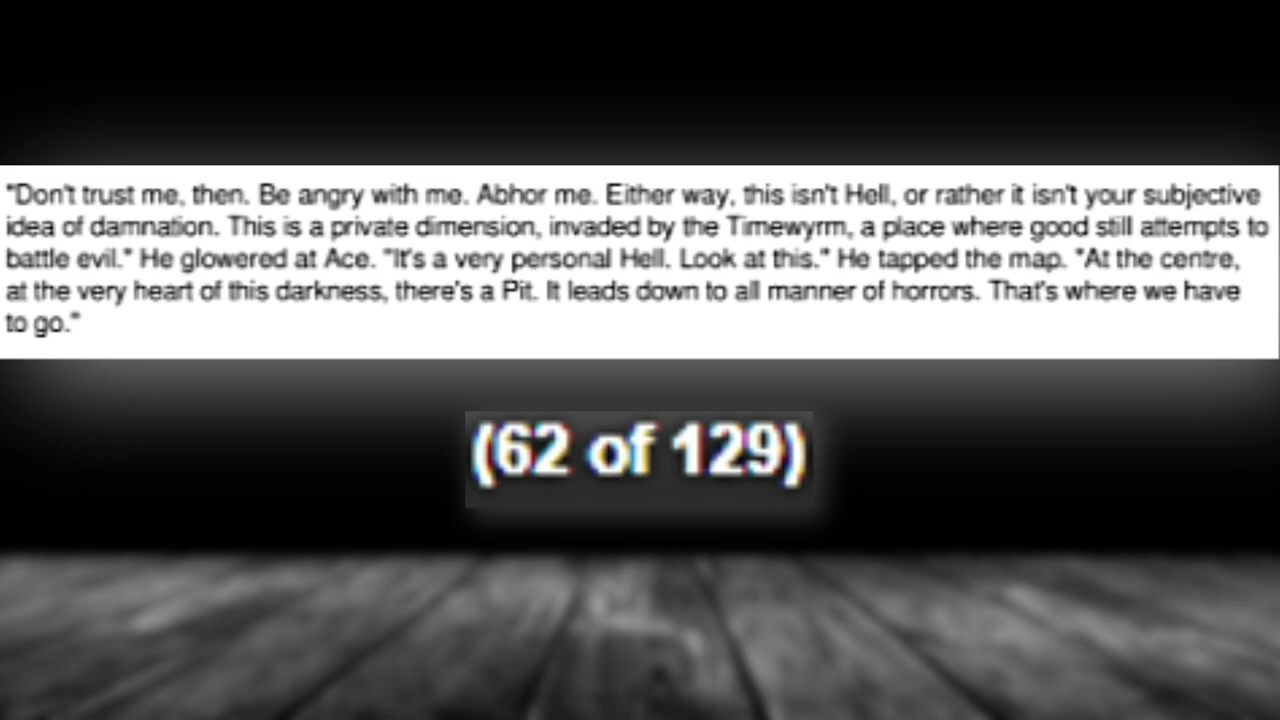 "Don't trust me, then. Be angry with me. Abhor me. Either way, this isn't Hell, or rather it isn't your subjective
idea of damnation. This is a private dimension, invaded by the Timewyrm, a place where good still attempts to
battle evil." He glowered at Ace. "It's a very personal Hell. Look at this." He tapped the map. "At the centre,
at the very heart of this darkness, there's a Pit. It leads down to all manner of horrors. That's where we have
to go."
(62 of 129)